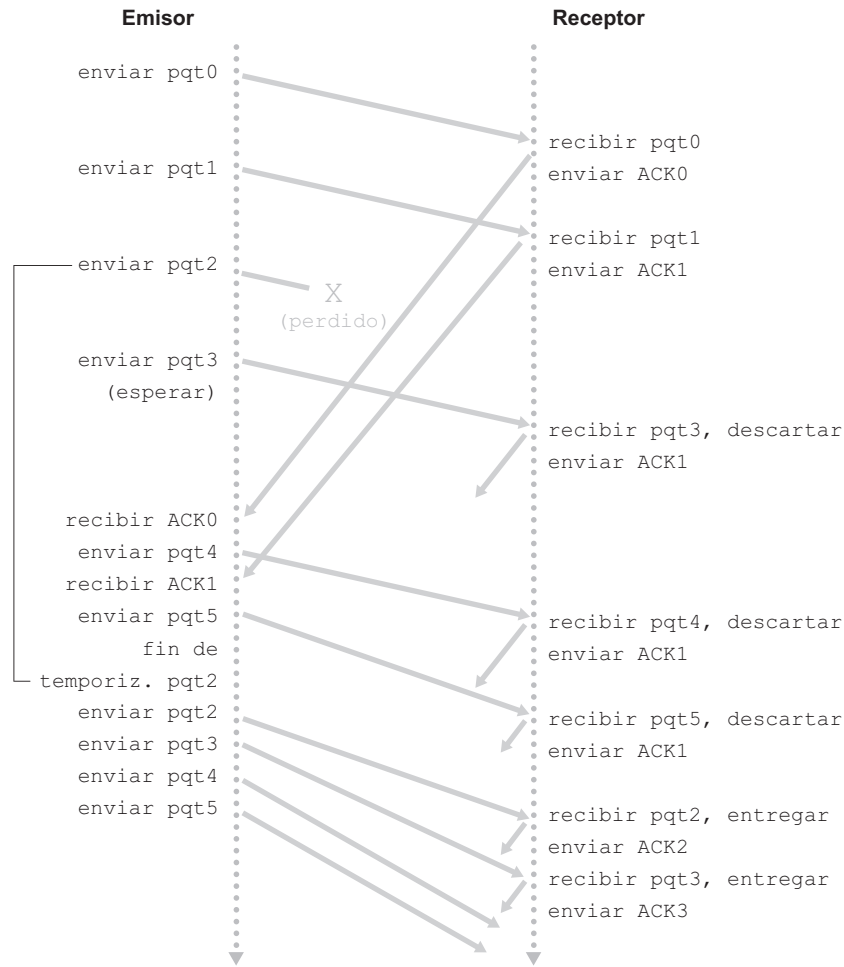 Emisor
Receptor
enviar pqt0
recibir pqt0
enviar ACK0
enviar pqt1
recibir pqt1
enviar ACK1
enviar pqt2
X
(perdido)
enviar pqt3
(esperar)
recibir pqt3, descartar
enviar ACK1
recibir ACK0
enviar pqt4
recibir ACK1
enviar pqt5
recibir pqt4, descartar
enviar ACK1
fin de
temporiz. pqt2
enviar pqt2
recibir pqt5, descartar
enviar ACK1
enviar pqt3
enviar pqt4
enviar pqt5
recibir pqt2, entregar
enviar ACK2
recibir pqt3, entregar
enviar ACK3